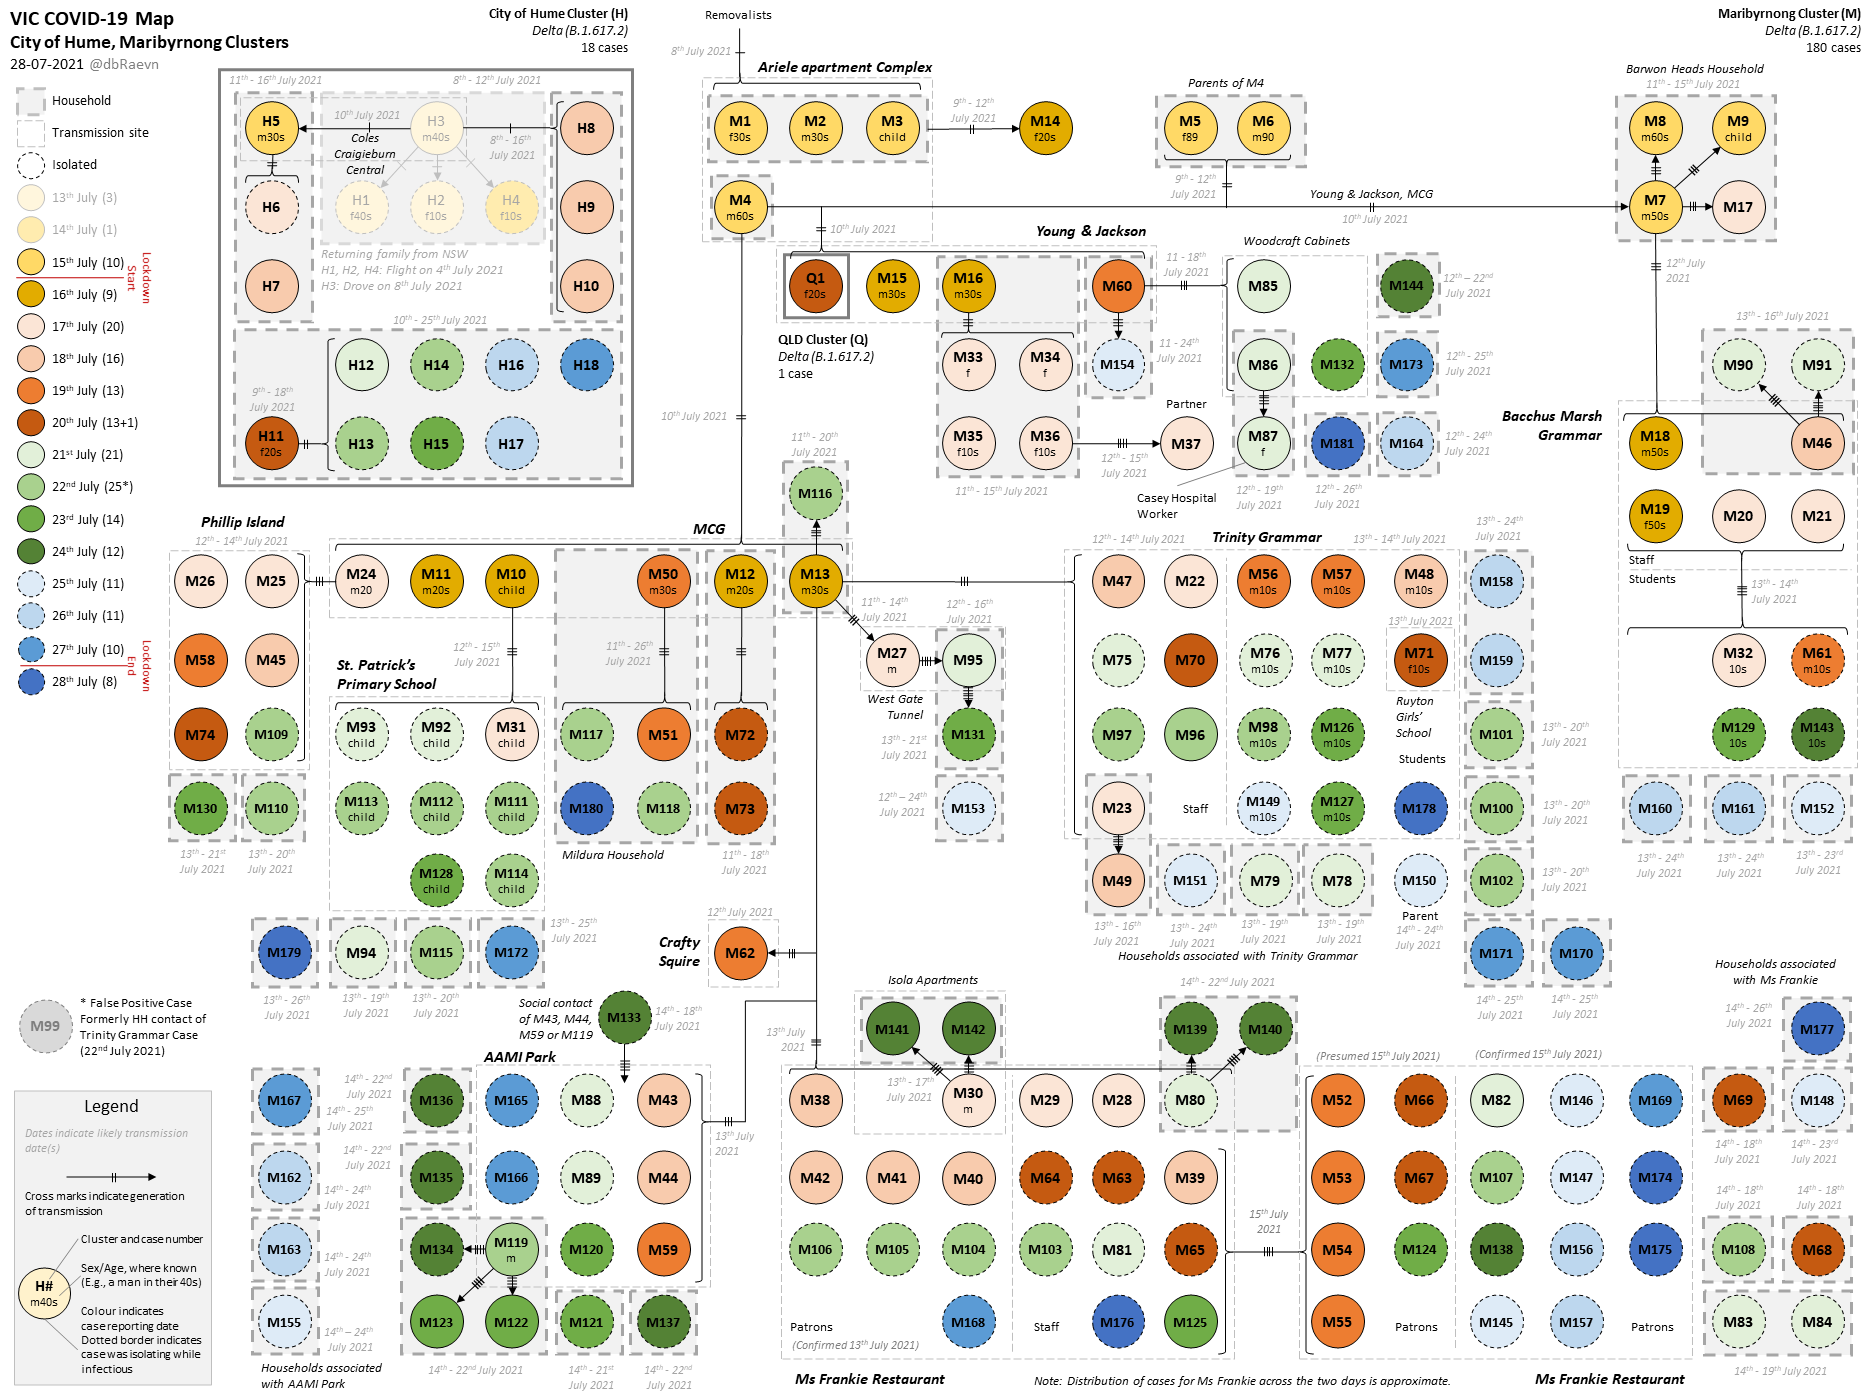 VIC COVID-19 Map
City of Hume, Maribyrnong Clusters
28-07-2021 @dbRaevn
Household
Transmission site
Isolated
13th July (3)
14th July (1)
15th July (10)
Lockdown Start
16th July (9)
17th July (20)
18th July (16)
19th July (13)
20th July (13+1)
21st July (21)
22nd July (25*)
23rd July (14)
24th July (12)
25th July (11)
26th July (11)
27th July (10)
Lockdown End
28th July (8)
City of Hume Cluster (H)
Delta (B.1.617.2)
18 cases
11th - 16th July 2021
8th - 12th July 2021
H5
m30s
10th July 2021
Coles
Craigieburn
Central
H3
m40s
8th - 16th
July 2021
H8
H6
H1
f40s
H2
f10s
H4
f10s
H9
H7
Returning family from NSW
H1, H2, H4: Flight on 4th July 2021
H3: Drove on 8th July 2021
H10
10th - 25th July 2021
H12
H14
H16
H18
9th - 18th
July 2021
H11
f20s
H13
H15
H17
Removalists
8th July 2021
Ariele apartment Complex
M1
f30s
M2
m30s
M3
child
9th - 12th
July 2021
M14
f20s
M4
m60s
Parents of M4
M5
f89
M6
m90
9th - 12th
July 2021
Young & Jackson, MCG
10th July 2021
Maribyrnong Cluster (M)
Delta (B.1.617.2)
180 cases
Barwon Heads Household
11th - 15th July 2021
M8
m60s
M9
child
M7
m50s
M17
12th July
2021
10th July 2021
Young & Jackson
Q1
f20s
M15
m30s
M16
m30s
M60
QLD Cluster (Q)
Delta (B.1.617.2)
1 case
M33
f
M34
f
M154
11 - 24th
July 2021
M35
f10s
M36
f10s
11th - 15th July 2021
12th - 15th
July 2021
Partner
M37
11 - 18th
July 2021
Woodcraft Cabinets
M85
M86
M132
M87
f
Casey Hospital
Worker
12th - 19th
July 2021
M144
12th – 22nd
July 2021
M173
12th - 25th
July 2021
M181
12th - 26th
July 2021
M164
12th - 24th
July 2021
13th - 16th July 2021
M90
M91
Bacchus Marsh
Grammar
M18
m50s
M46
M19
f50s
M20
M21
Staff
Students
13th - 14th
July 2021
M32
10s
M61
m10s
M129
10s
M143
10s
M160
13th - 24th
July 2021
M161
13th - 24th
July 2021
M152
13th - 23rd
July 2021
10th July 2021
11th - 20th
July 2021
M116
MCG
M24
m20
M11
m20s
M10
child
M50
m30s
M12
m20s
M13
m30s
Phillip Island
12th - 14th July 2021
M26
M25
M58
M45
M74
M109
M130
13th - 21st
July 2021
M110
13th - 20th
July 2021
12th - 15th
July 2021
St. Patrick's
Primary School
M93
child
M92
child
M31
child
M113
child
M112
child
M111
child
M128
child
M114
child
M179
13th - 26th
July 2021
M94
13th - 19th
July 2021
M115
13th - 20th
July 2021
M172
13th - 25th
July 2021
11th - 26th
July 2021
M117
M51
M180
M118
Mildura Household
M72
M73
11th - 18th
July 2021
11th - 14th
July 2021
M27
m
West Gate
Tunnel
12th - 16th
July 2021
M95
M131
13th - 21st
July 2021
M153
12th – 24th
July 2021
Trinity Grammar
12th - 14th July 2021
13th - 14th July 2021
M47
M22
M56
m10s
M57
m10s
M48
m10s
M75
M70
M76
m10s
M77
m10s
13th July 2021
M71
f10s
Ruyton
Girls'
School
M97
M96
M98
m10s
M126
m10s
Students
M23
Staff
M149
m10s
M127
m10s
M178
M49
13th - 16th
July 2021
M151
13th - 24th
July 2021
M79
13th - 19th
July 2021
M78
13th - 19th
July 2021
M150
Parent
14th - 24th
July 2021
Households associated with Trinity Grammar
13th - 24th
July 2021
M158
M159
M101
13th - 20th
July 2021
M100
13th - 20th
July 2021
M102
13th - 20th
July 2021
M171
14th - 25th
July 2021
M170
14th - 25th
July 2021
12th July 2021
Crafty
Squire
M62
M99
* False Positive Case
Formerly HH contact of
Trinity Grammar Case
(22nd July 2021)
Legend
Dates indicate likely transmission
date(s)
Cross marks indicate generation
of transmission
Cluster and case number
Sex/Age, where known
(E.g., a man in their 40s)
H#
m40s
Colour indicates
case reporting date
Dotted border indicates
case was isolating while
infectious
Social contact
of M43, M44,
M59 or M119
M133
14th - 18th
July 2021
AAMI Park
13th July
2021
M167
14th - 22nd
July 2021
14th - 25th
July 2021
M136
M165
M88
M43
M162
14th - 22nd
July 2021
14th - 24th
July 2021
M135
M166
M89
M44
M163
14th - 24th
July 2021
M134
M119
m
M120
M59
M155
14th – 24th
July 2021
M123
M122
M121
M137
14th - 22nd July 2021
14th - 21st
July 2021
14th - 22nd
July 2021
Households associated
with AAMI Park
13th July
2021
Isola Apartments
M141
M142
13th - 17th
July 2021
M30
m
14th - 22nd July 2021
M139
M140
M80
M38
M29
M28
M42
M41
M40
M64
M63
M39
M106
M105
M104
M103
M81
M65
M168
M176
M125
Patrons
(Confirmed 13th July 2021)
Staff
Ms Frankie Restaurant
15th July
2021
(Presumed 15th July 2021)
(Confirmed 15th July 2021)
M52
M66
M82
M146
M169
M53
M67
M107
M147
M174
M54
M124
M138
M156
M175
M55
Patrons
M145
M157
Patrons
Note: Distribution of cases for Ms Frankie across the two days is approximate.
Ms Frankie Restaurant
Households associated
with Ms Frankie
14th - 26th
July 2021
M177
M69
14th - 18th
July 2021
M148
14th - 23rd
July 2021
14th - 18th
July 2021
M108
14th - 18th
July 2021
M68
M83
M84
14th - 19th July 2021